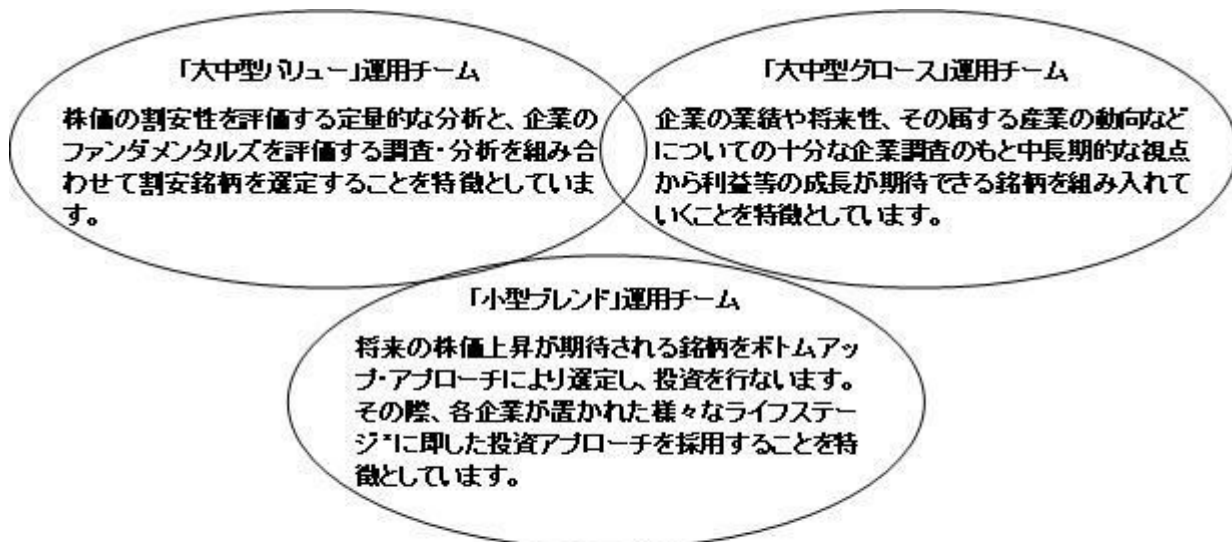 「大中型バリュー」運用チーム
株価の割安性を評価する定量的な分析と、企業の
ファンダメンタルズを評価する調査・分析を組み合
わせて割安銘柄を選定することを特徴としていま
す。
「大中型グロース」運用チーム
企業の業績や将来性、その属する産業の動向など
についての十分な企業調査のもと中長期的な視点
から利益等の成長が期待できる銘柄を組み入れて
いくことを特徴としています。
「小型ブレンド」運用チーム
将来の株価上昇が期待される銘柄をボトムアッ
プ・アプローチにより選定し、投資を行ないます。
その際、各企業が置かれた様々なライフステー
ジ*に即した投資アプローチを採用することを特
徴としています。